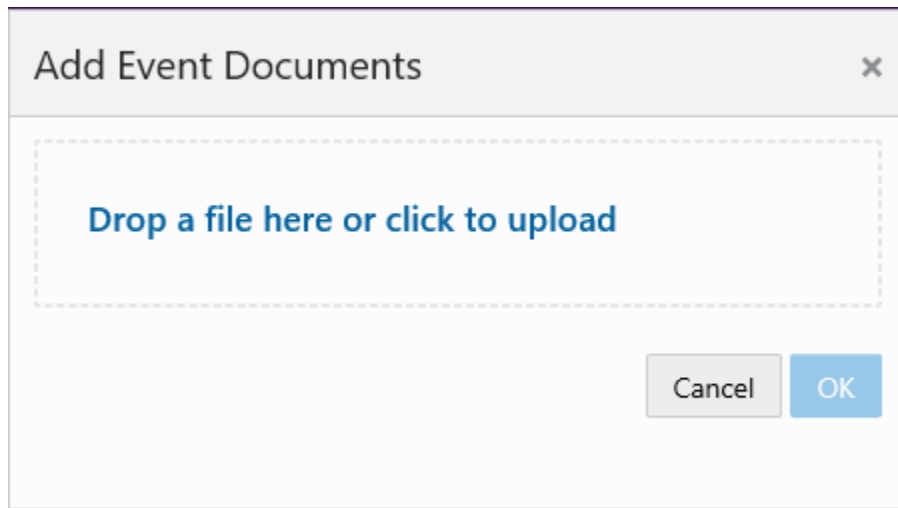 Add Event Documents ×
Drop a file here or click to upload
Cancel OK